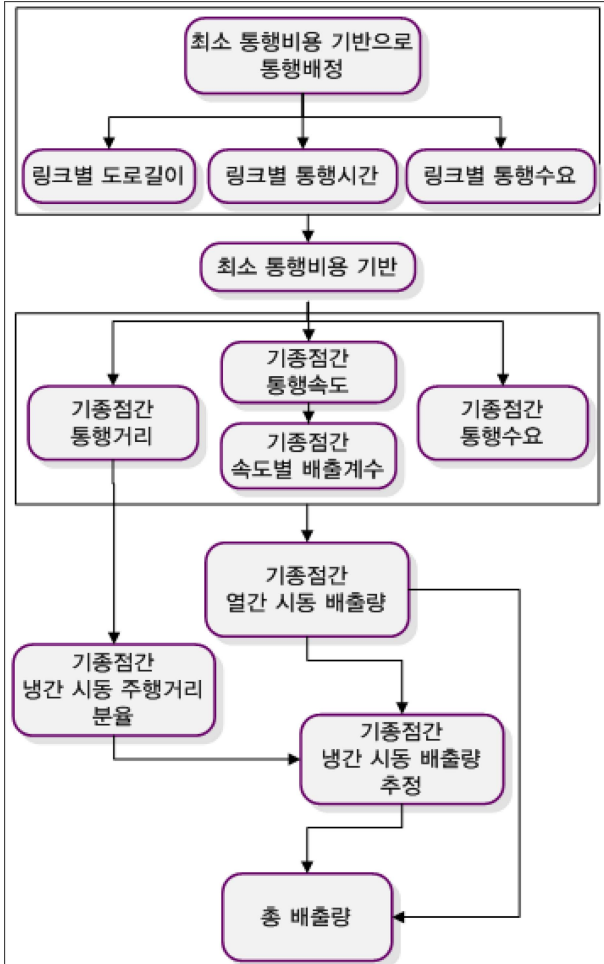 최소 통행비용 기반으로
통행배정
링크별 도로길이
링크별 통행시간
링크별 통행수요
최소 통행비용 기반
기종점간
통행거리
기종점간
통행속도
기종점간
속도별 배출계수
기종점간
통행수요
기종점간
열간 시동 배출량
기종점간
냉간 시동 주행거리
분율
기종점간
냉간 시동 배출량
추정
총 배출량